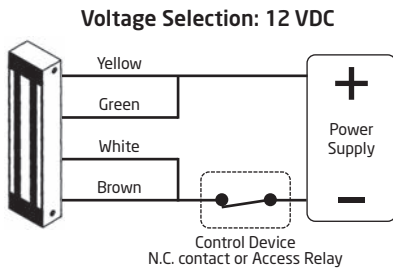 Voltage Selection: 12 VDC
Yellow
Green
White
Brown
+
Power
Supply
−
Control Device
N.C. contact or Access Relay